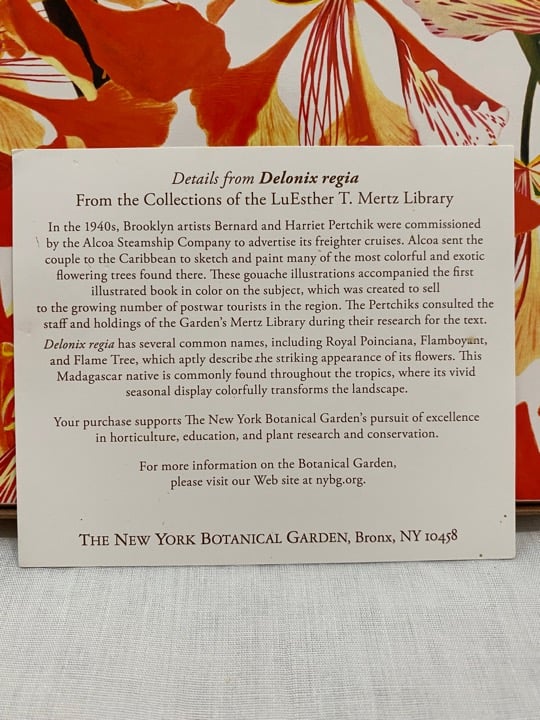 Details from Delonix regia
From the Collections of the LuEsther T. Mertz Library
In the 1940s, Brooklyn artists Bernard and Harriet Pertchik were commissioned
by the Alcoa Steamship Company to advertise its freighter cruises. Alcoa sent the
couple to the Caribbean to sketch and paint many of the most colorful and exotic
flowering trees found there. These gouache illustrations accompanied the first
illustrated book in color on the subject, which was created to sell
to the growing number of postwar tourists in the region. The Pertchiks consulted the
staff and holdings of the Garden's Mertz Library during their research for the text.
Delonix regia has several common names, including Royal Poinciana, Flamboyant,
and Flame Tree, which aptly describe the striking appearance of its flowers. This
Madagascar native is commonly found throughout the tropics, where its vivid
seasonal display colorfully transforms the landscape.
Your purchase supports The New York Botanical Garden's pursuit of excellence
in horticulture, education, and plant research and conservation.
For more information on the Botanical Garden,
please visit our Web site at nybg.org.
The New York Botanical Garden, Bronx, NY 10458